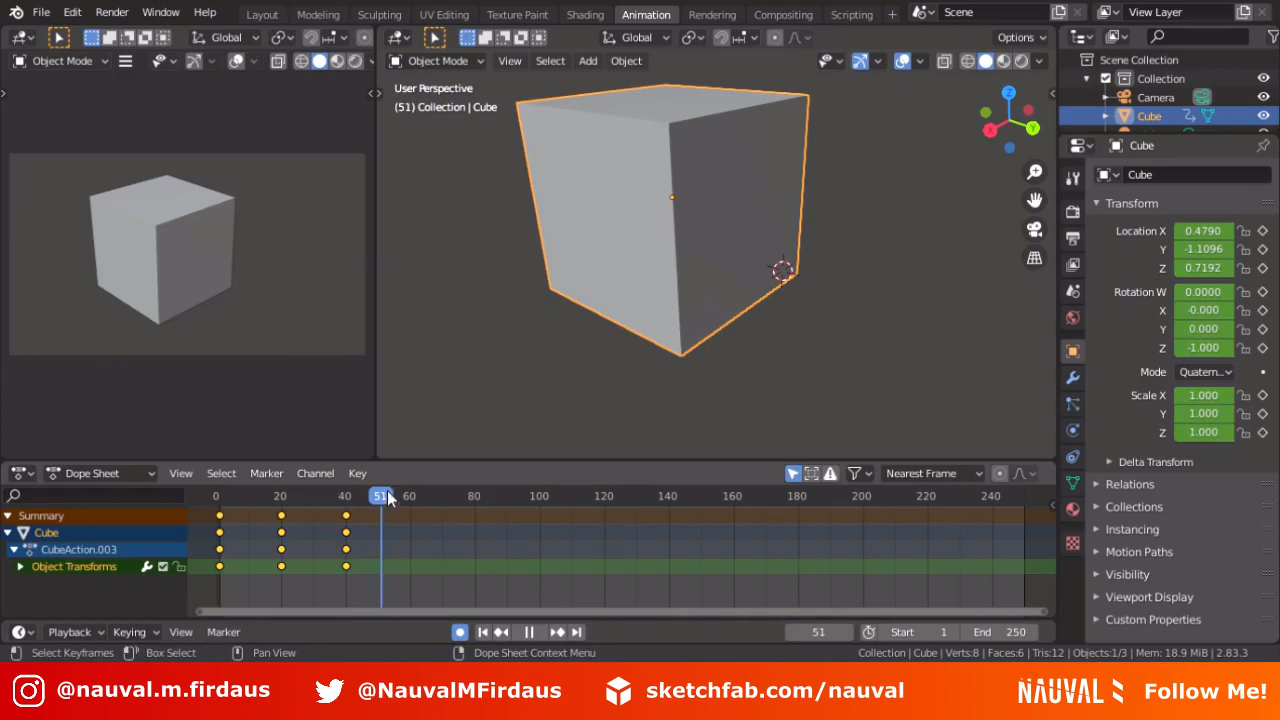 File Edit Render Window Help
Layout Modeling Sculpting UV Editing Texture Paint Shading Animation Rendering Compositing Scripting +
Scene
View Layer
Global
Global
Options
Object Mode
Object Mode View Select Add Object
User Perspective
(51) Collection | Cube
Z
Y
X
Scene Collection
Collection
Camera
Cube
Cube
Cube
Transform
Location X 0.4790
Y -1.1096
Z 0.7192
Rotation W 0.0000
X -0.000
Y 0.000
Z -1.000
Mode Quatern...
Scale X 1.000
Y 1.000
Z 1.000
Delta Transform
Relations
Collections
Instancing
Motion Paths
Visibility
Viewport Display
Custom Properties
Dope Sheet View Select Marker Channel Key Nearest Frame
0 20 40 51 60 80 100 120 140 160 180 200 220 240
Summary
Cube
CubeAction.003
Object Transforms
Playback Keying View Marker
51 Start 1 End 250
Select Keyframes Box Select Pan View Dope Sheet Context Menu
Collection | Cube | Verts:8 | Faces:6 | Tris:12 | Objects:1/3 | Mem: 18.9 MiB | 2.83.3
@nauval.m.firdaus @NauvalMFirdaus sketchfab.com/nauval NAUVAL Follow Me!